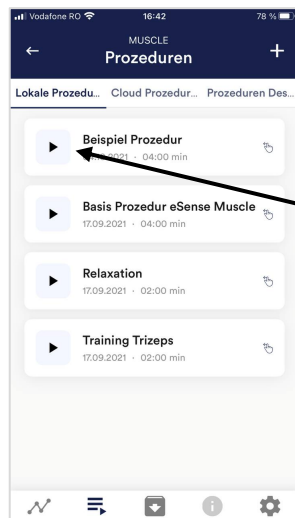 Vodafone RO
16:42
78 %
MUSCLE
Prozeduren
Lokale Prozedu... Cloud Prozedur... Prozeduren Des...
Beispiel Prozedur
2021 · 04:00 min
Basis Prozedur eSense Muscle
17.09.2021 · 04:00 min
Relaxation
17.09.2021 · 02:00 min
Training Trizeps
17.09.2021 · 02:00 min